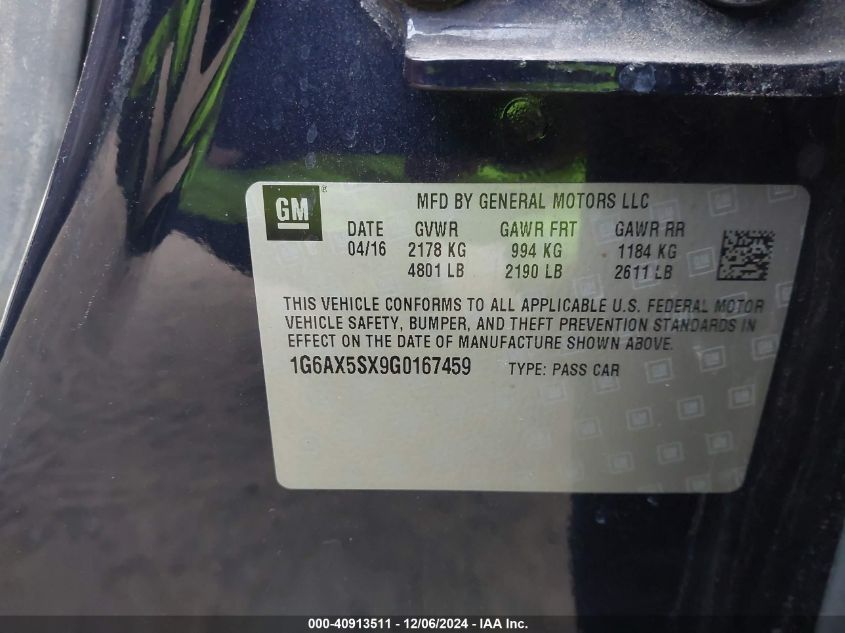 GM ® MFD BY GENERAL MOTORS LLC
DATE GVWR GAWR FRT GAWR RR
04/16 2178 KG 994 KG 1184 KG
4801 LB 2190 LB 2611 LB
THIS VEHICLE CONFORMS TO ALL APPLICABLE U.S. FEDERAL MOTOR
VEHICLE SAFETY, BUMPER, AND THEFT PREVENTION STANDARDS IN
EFFECT ON THE DATE OF MANUFACTURE SHOWN ABOVE.
1G6AX5SX9G0167459 TYPE: PASS CAR
000-40913511 - 12/06/2024 - IAA Inc.